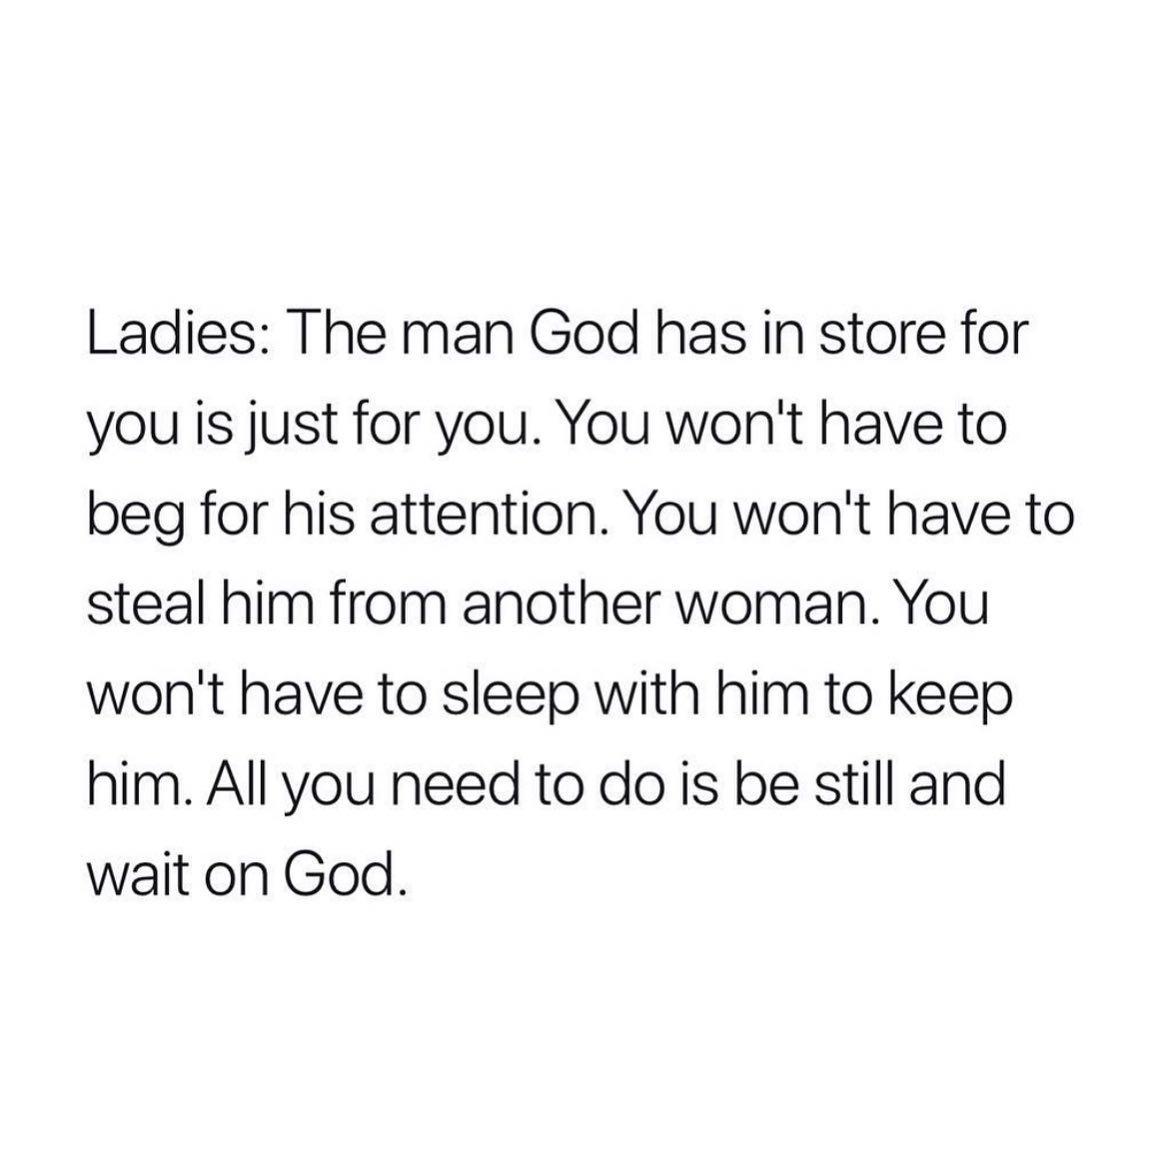 Ladies: The man God has in store for
you is just for you. You won't have to
beg for his attention. You won't have to
steal him from another woman. You
won't have to sleep with him to keep
him. All you need to do is be still and
wait on God.